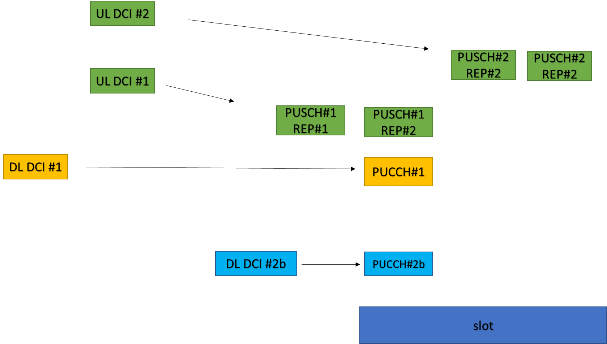 UL DCI #2
PUSCH#2
REP#2
PUSCH#2
REP#2
UL DCI #1
PUSCH#1
REP#1
PUSCH#1
REP#2
DL DCI #1
PUCCH#1
DL DCI #2b
PUCCH#2b
slot